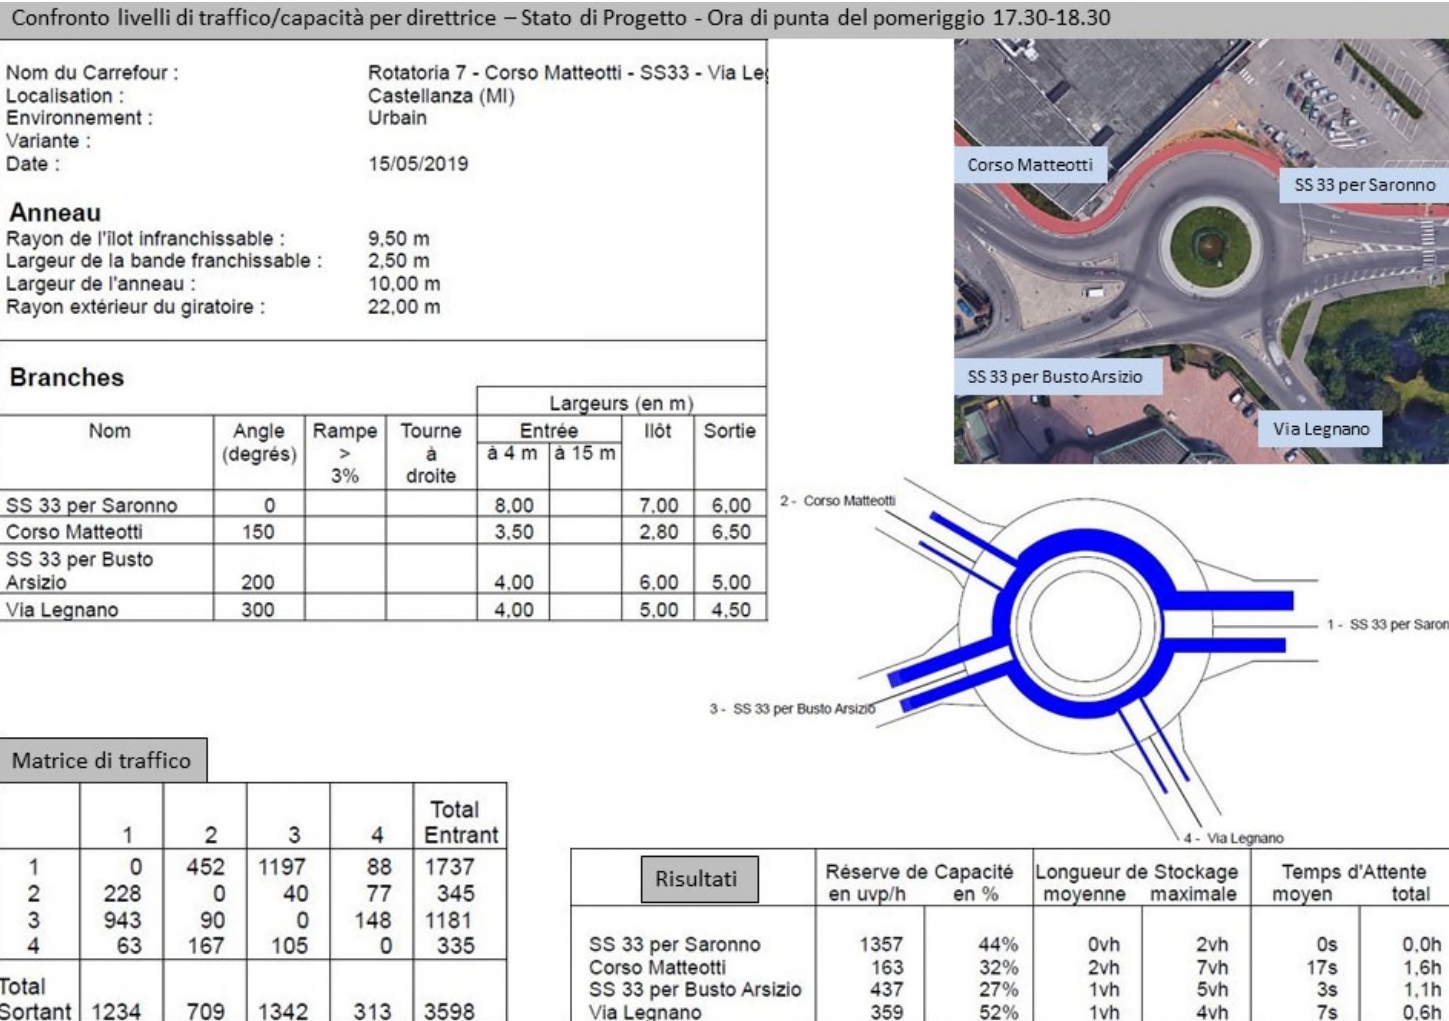 Confronto livelli di traffico/capacità per direttrice – Stato di Progetto - Ora di punta del pomeriggio 17.30-18.30
Nom du Carrefour : Rotatoria 7 - Corso Matteotti - SS33 - Via Leg
Localisation : Castellanza (MI)
Environnement : Urbain
Variante :
Date : 15/05/2019
Anneau
Rayon de l'îlot infranchissable : 9,50 m
Largeur de la bande franchissable : 2,50 m
Largeur de l'anneau : 10,00 m
Rayon extérieur du giratoire : 22,00 m
Branches
Largeurs (en m)
Nom Angle Rampe Tourne Entrée Ilôt Sortie
(degrés) > à à 4 m à 15 m
3% droite
SS 33 per Saronno 0 8,00 7,00 6,00
Corso Matteotti 150 3,50 2,80 6,50
SS 33 per Busto
Arsizio 200 4,00 6,00 5,00
Via Legnano 300 4,00 5,00 4,50
Corso Matteotti
SS 33 per Saronno
SS 33 per Busto Arsizio
Via Legnano
2 - Corso Matteotti
1 - SS 33 per Saron
3 - SS 33 per Busto Arsizio
4 - Via Legnano
Matrice di traffico
Total
1 2 3 4 Entrant
1 0 452 1197 88 1737
2 228 0 40 77 345
3 943 90 0 148 1181
4 63 167 105 0 335
Total
Sortant 1234 709 1342 313 3598
Risultati
Réserve de Capacité Longueur de Stockage Temps d'Attente
en uvp/h en % moyenne maximale moyen total
SS 33 per Saronno 1357 44% 0vh 2vh 0s 0,0h
Corso Matteotti 163 32% 2vh 7vh 17s 1,6h
SS 33 per Busto Arsizio 437 27% 1vh 5vh 3s 1,1h
Via Legnano 359 52% 1vh 4vh 7s 0,6h